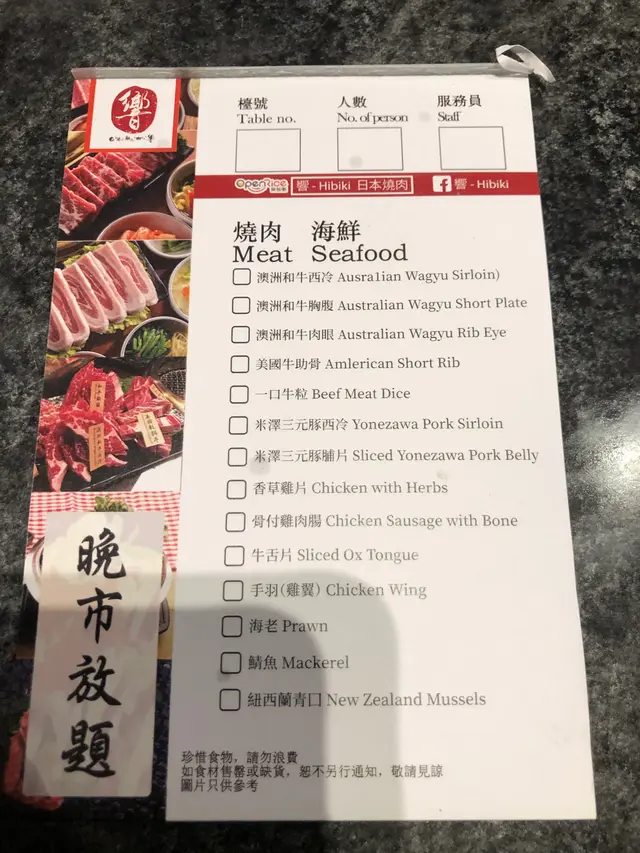 響
檯號 人數 服務員
Table no. No. of person Staff
OpenRice 開飯喇 響 - Hibiki 日本燒肉 f 響 - Hibiki
燒肉 海鮮
Meat Seafood
澳洲和牛西冷 Ausra1ian Wagyu Sirloin)
澳洲和牛胸腹 Australian Wagyu Short Plate
澳洲和牛肉眼 Australian Wagyu Rib Eye
美國牛助骨 Amlerican Short Rib
一口牛粒 Beef Meat Dice
米澤三元豚西冷 Yonezawa Pork Sirloin
米澤三元豚腩片 Sliced Yonezawa Pork Belly
香草雞片 Chicken with Herbs
骨付雞肉腸 Chicken Sausage with Bone
牛舌片 Sliced Ox Tongue
手羽(雞翼) Chicken Wing
海老 Prawn
鯖魚 Mackerel
紐西蘭青口 New Zealand Mussels
晚市放題
珍惜食物，請勿浪費
如食材售罄或缺貨，恕不另行通知，敬請見諒
圖片只供參考